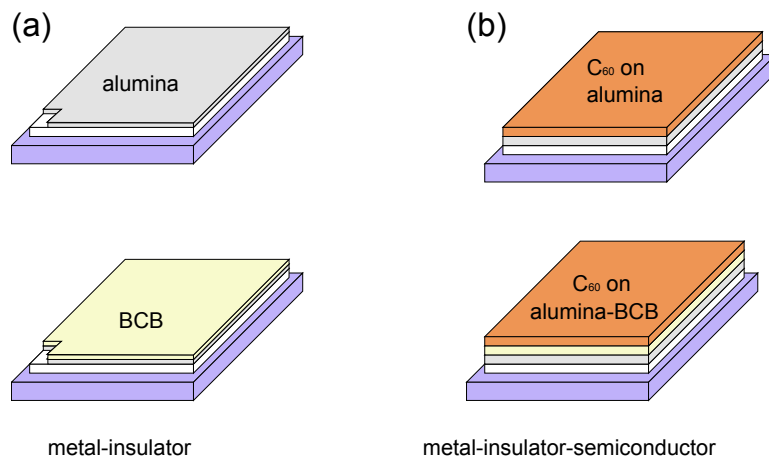 (a)
alumina
BCB
metal-insulator
(b)
C₆₀ on
alumina
C₆₀ on
alumina-BCB
metal-insulator-semiconductor